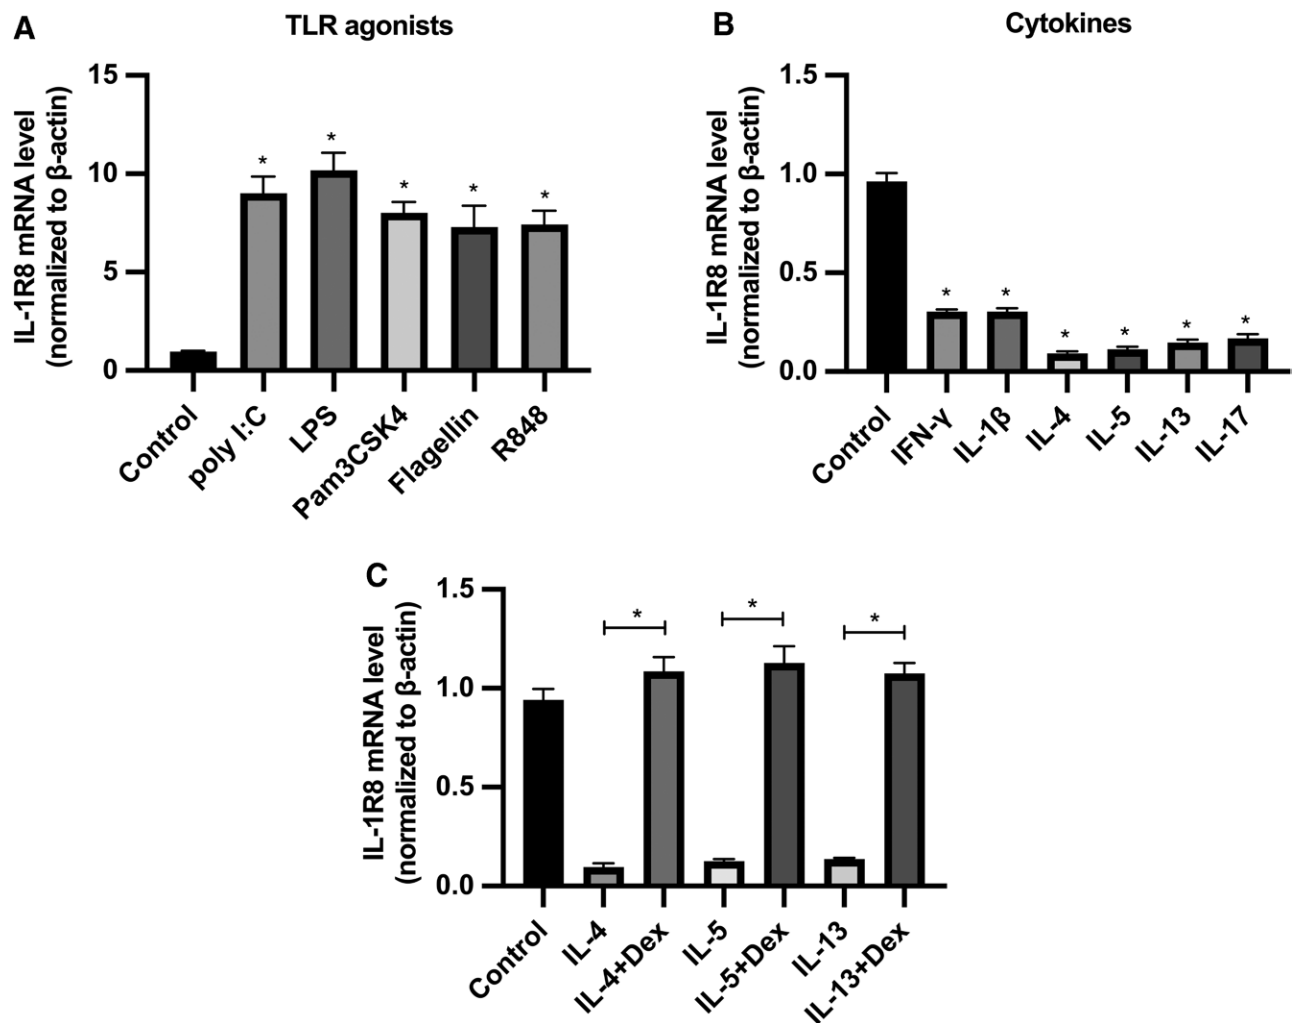 A
TLR agonists
IL-1R8 mRNA level
(normalized to β-actin)
15
10
5
0
*
*
*
*
*
Control
poly I:C
LPS
Pam3CSK4
Flagellin
R848
B
Cytokines
IL-1R8 mRNA level
(normalized to β-actin)
1.5
1.0
0.5
0.0
*
*
*
*
*
*
Control
IFN-γ
IL-1β
IL-4
IL-5
IL-13
IL-17
C
IL-1R8 mRNA level
(normalized to β-actin)
1.5
1.0
0.5
0.0
*
*
*
Control
IL-4
IL-4+Dex
IL-5
IL-5+Dex
IL-13
IL-13+Dex